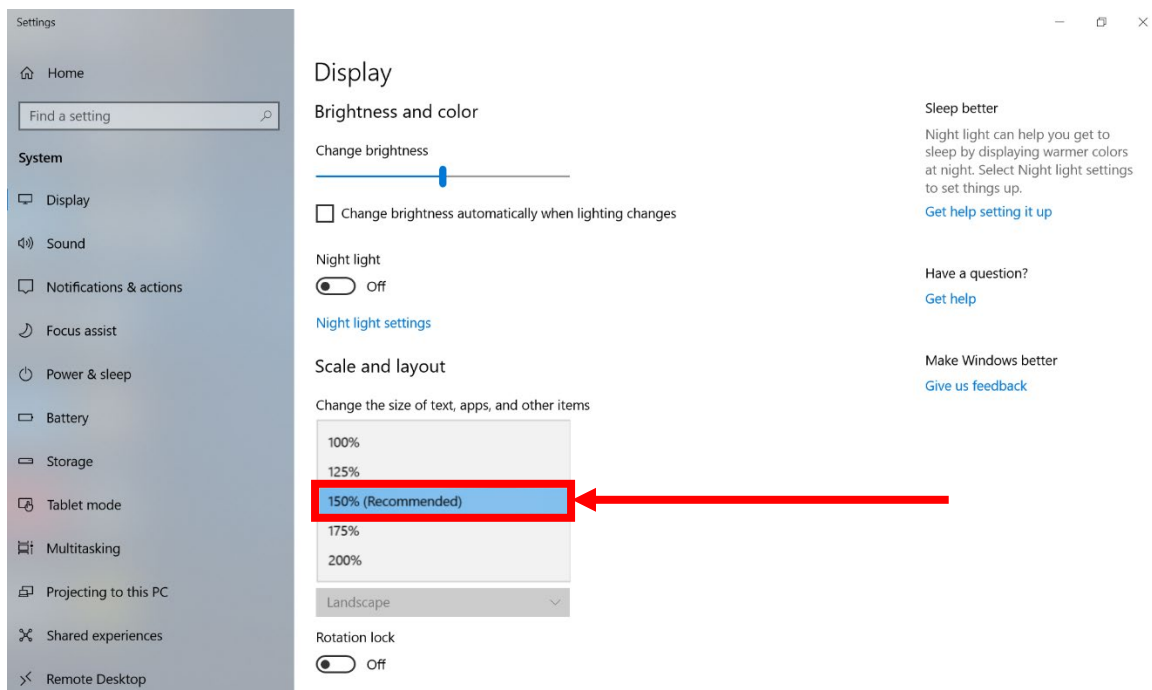 Settings
Home
Find a setting
System
Display
Sound
Notifications & actions
Focus assist
Power & sleep
Battery
Storage
Tablet mode
Multitasking
Projecting to this PC
Shared experiences
Remote Desktop
Display
Brightness and color
Change brightness
Change brightness automatically when lighting changes
Night light
Off
Night light settings
Scale and layout
Change the size of text, apps, and other items
100%
125%
150% (Recommended)
175%
200%
Landscape
Rotation lock
Off
Sleep better
Night light can help you get to
sleep by displaying warmer colors
at night. Select Night light settings
to set things up.
Get help setting it up
Have a question?
Get help
Make Windows better
Give us feedback